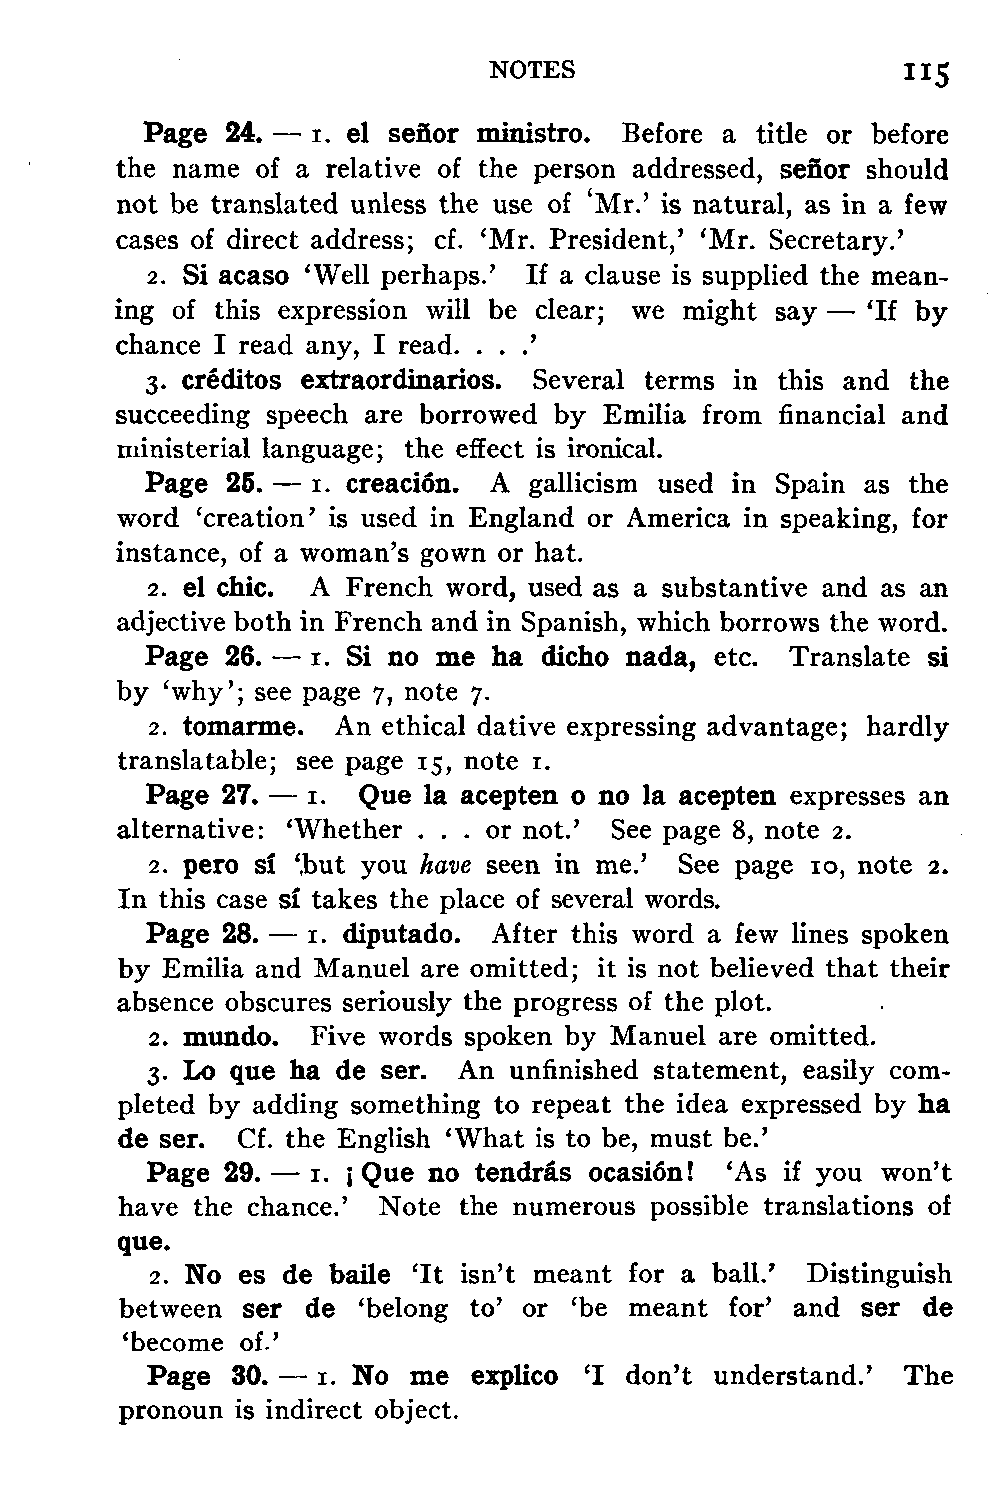 NOTES 115
Page 24. — 1. el señor ministro. Before a title or before
the name of a relative of the person addressed, señor should
not be translated unless the use of 'Mr.' is natural, as in a few
cases of direct address; cf. 'Mr. President,' 'Mr. Secretary.'
2. Si acaso 'Well perhaps.' If a clause is supplied the mean-
ing of this expression will be clear; we might say — 'If by
chance I read any, I read. . . .'
3. créditos extraordinarios. Several terms in this and the
succeeding speech are borrowed by Emilia from financial and
ministerial language; the effect is ironical.
Page 25. — 1. creación. A gallicism used in Spain as the
word 'creation' is used in England or America in speaking, for
instance, of a woman's gown or hat.
2. el chic. A French word, used as a substantive and as an
adjective both in French and in Spanish, which borrows the word.
Page 26. — 1. Si no me ha dicho nada, etc. Translate si
by 'why'; see page 7, note 7.
2. tomarme. An ethical dative expressing advantage; hardly
translatable; see page 15, note 1.
Page 27. — 1. Que la acepten o no la acepten expresses an
alternative: 'Whether . . . or not.' See page 8, note 2.
2. pero sí 'but you have seen in me.' See page 10, note 2.
In this case sí takes the place of several words.
Page 28. — 1. diputado. After this word a few lines spoken
by Emilia and Manuel are omitted; it is not believed that their
absence obscures seriously the progress of the plot.
2. mundo. Five words spoken by Manuel are omitted.
3. Lo que ha de ser. An unfinished statement, easily com-
pleted by adding something to repeat the idea expressed by ha
de ser. Cf. the English 'What is to be, must be.'
Page 29. — 1. ¡Que no tendrás ocasión! 'As if you won't
have the chance.' Note the numerous possible translations of
que.
2. No es de baile 'It isn't meant for a ball.' Distinguish
between ser de 'belong to' or 'be meant for' and ser de
'become of.'
Page 30. — 1. No me explico 'I don't understand.' The
pronoun is indirect object.